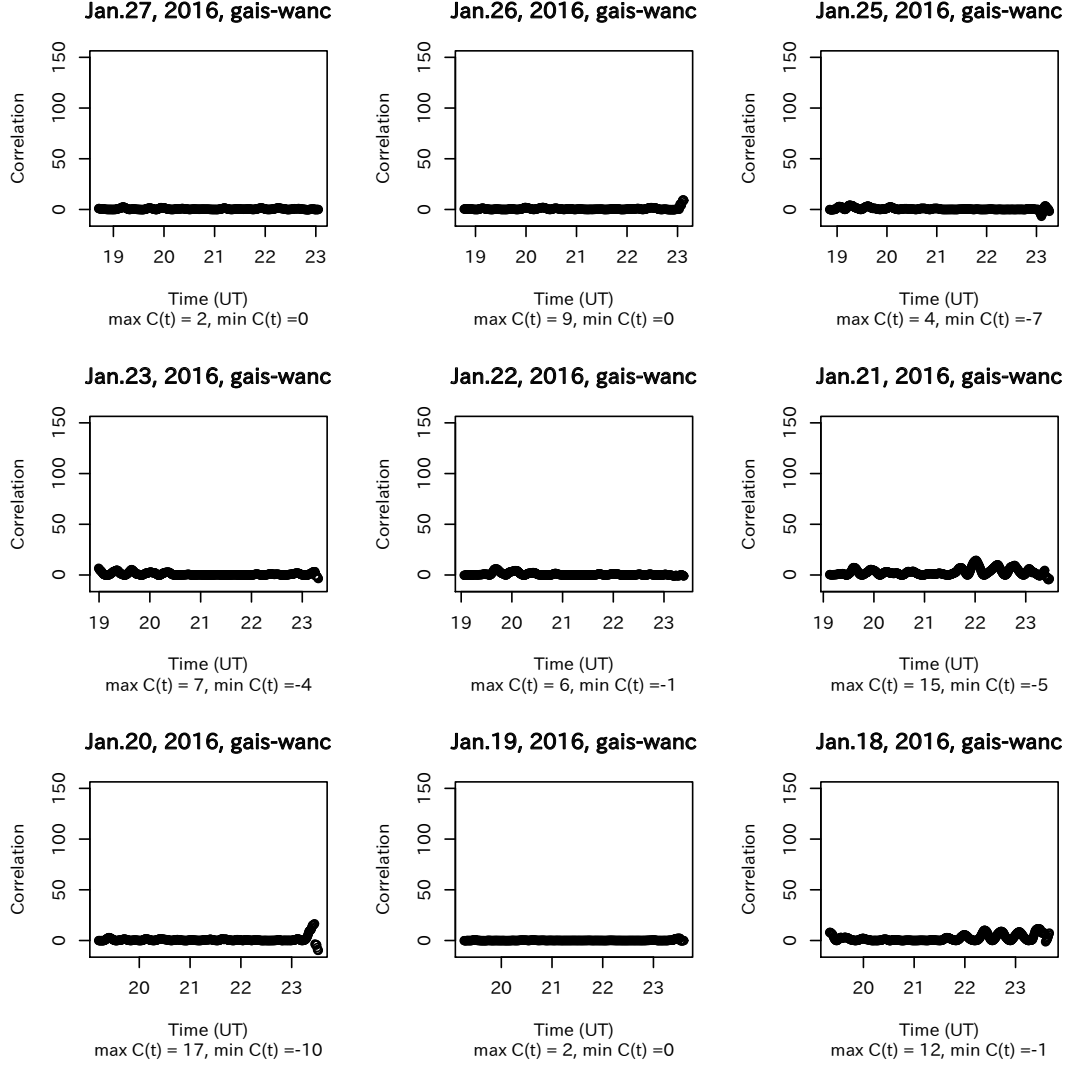 Jan.27, 2016, gais-wanc
Correlation
0 50 100 150
19 20 21 22 23
Time (UT)
max C(t) = 2, min C(t) =0
Jan.26, 2016, gais-wanc
Correlation
0 50 100 150
19 20 21 22 23
Time (UT)
max C(t) = 9, min C(t) =0
Jan.25, 2016, gais-wanc
Correlation
0 50 100 150
19 20 21 22 23
Time (UT)
max C(t) = 4, min C(t) =-7
Jan.23, 2016, gais-wanc
Correlation
0 50 100 150
19 20 21 22 23
Time (UT)
max C(t) = 7, min C(t) =-4
Jan.22, 2016, gais-wanc
Correlation
0 50 100 150
19 20 21 22 23
Time (UT)
max C(t) = 6, min C(t) =-1
Jan.21, 2016, gais-wanc
Correlation
0 50 100 150
19 20 21 22 23
Time (UT)
max C(t) = 15, min C(t) =-5
Jan.20, 2016, gais-wanc
Correlation
0 50 100 150
20 21 22 23
Time (UT)
max C(t) = 17, min C(t) =-10
Jan.19, 2016, gais-wanc
Correlation
0 50 100 150
20 21 22 23
Time (UT)
max C(t) = 2, min C(t) =0
Jan.18, 2016, gais-wanc
Correlation
0 50 100 150
20 21 22 23
Time (UT)
max C(t) = 12, min C(t) =-1